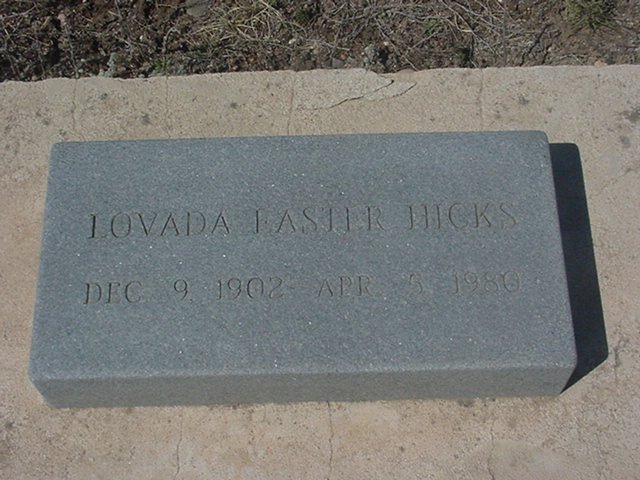 LOVADA EASTER HICKS
DEC. 9, 1902 - APR. 5, 1980